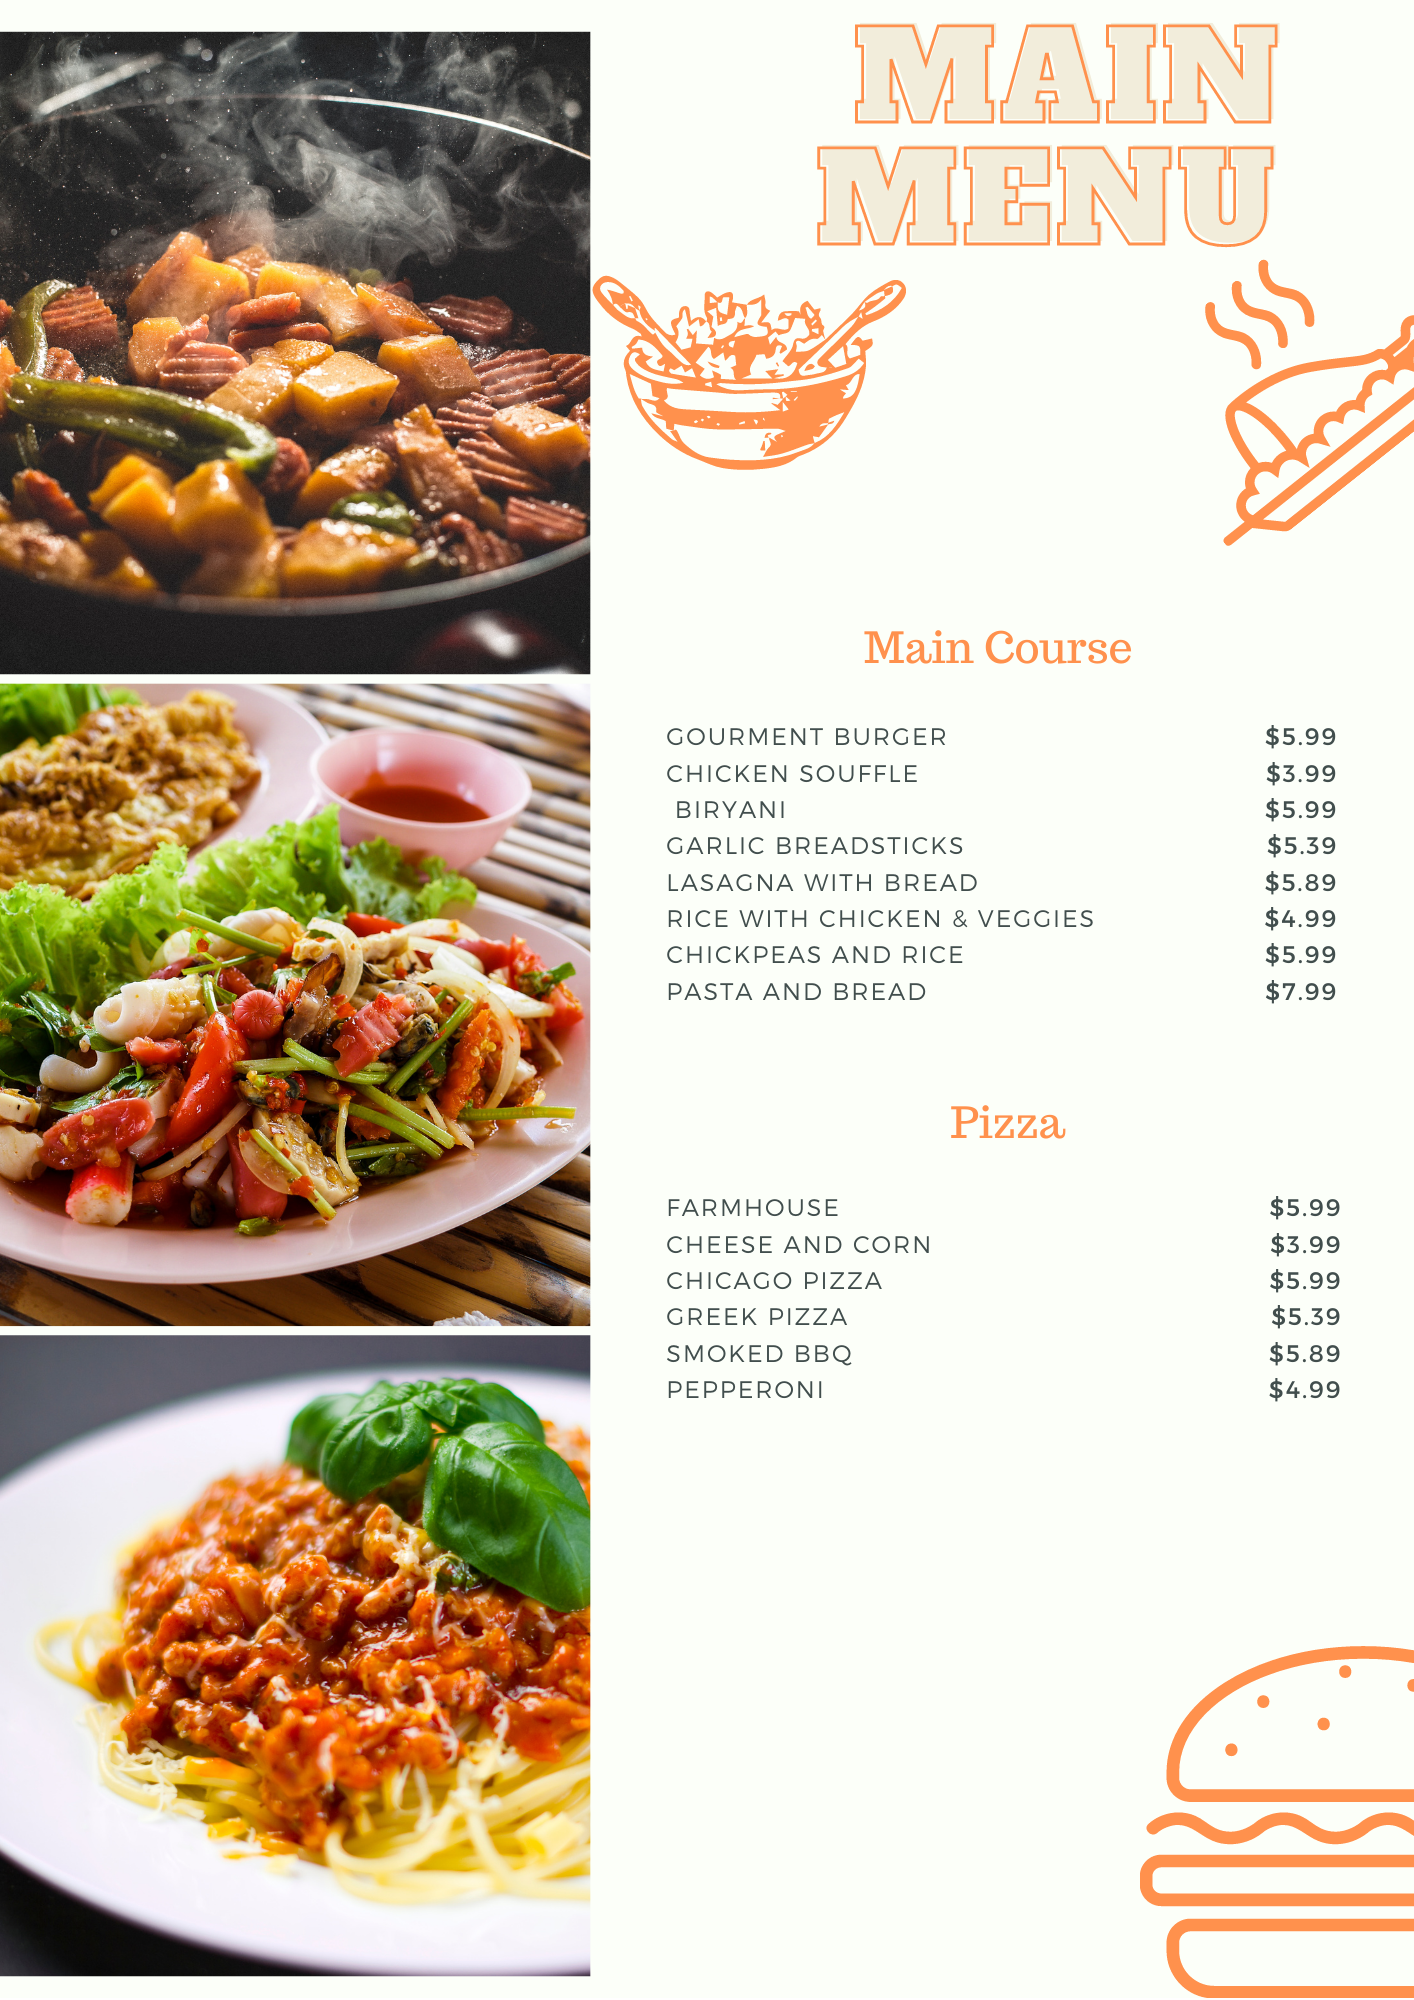 MAIN
MENU
Main Course
GOURMENT BURGER $5.99
CHICKEN SOUFFLE $3.99
BIRYANI $5.99
GARLIC BREADSTICKS $5.39
LASAGNA WITH BREAD $5.89
RICE WITH CHICKEN & VEGGIES $4.99
CHICKPEAS AND RICE $5.99
PASTA AND BREAD $7.99
Pizza
FARMHOUSE $5.99
CHEESE AND CORN $3.99
CHICAGO PIZZA $5.99
GREEK PIZZA $5.39
SMOKED BBQ $5.89
PEPPERONI $4.99